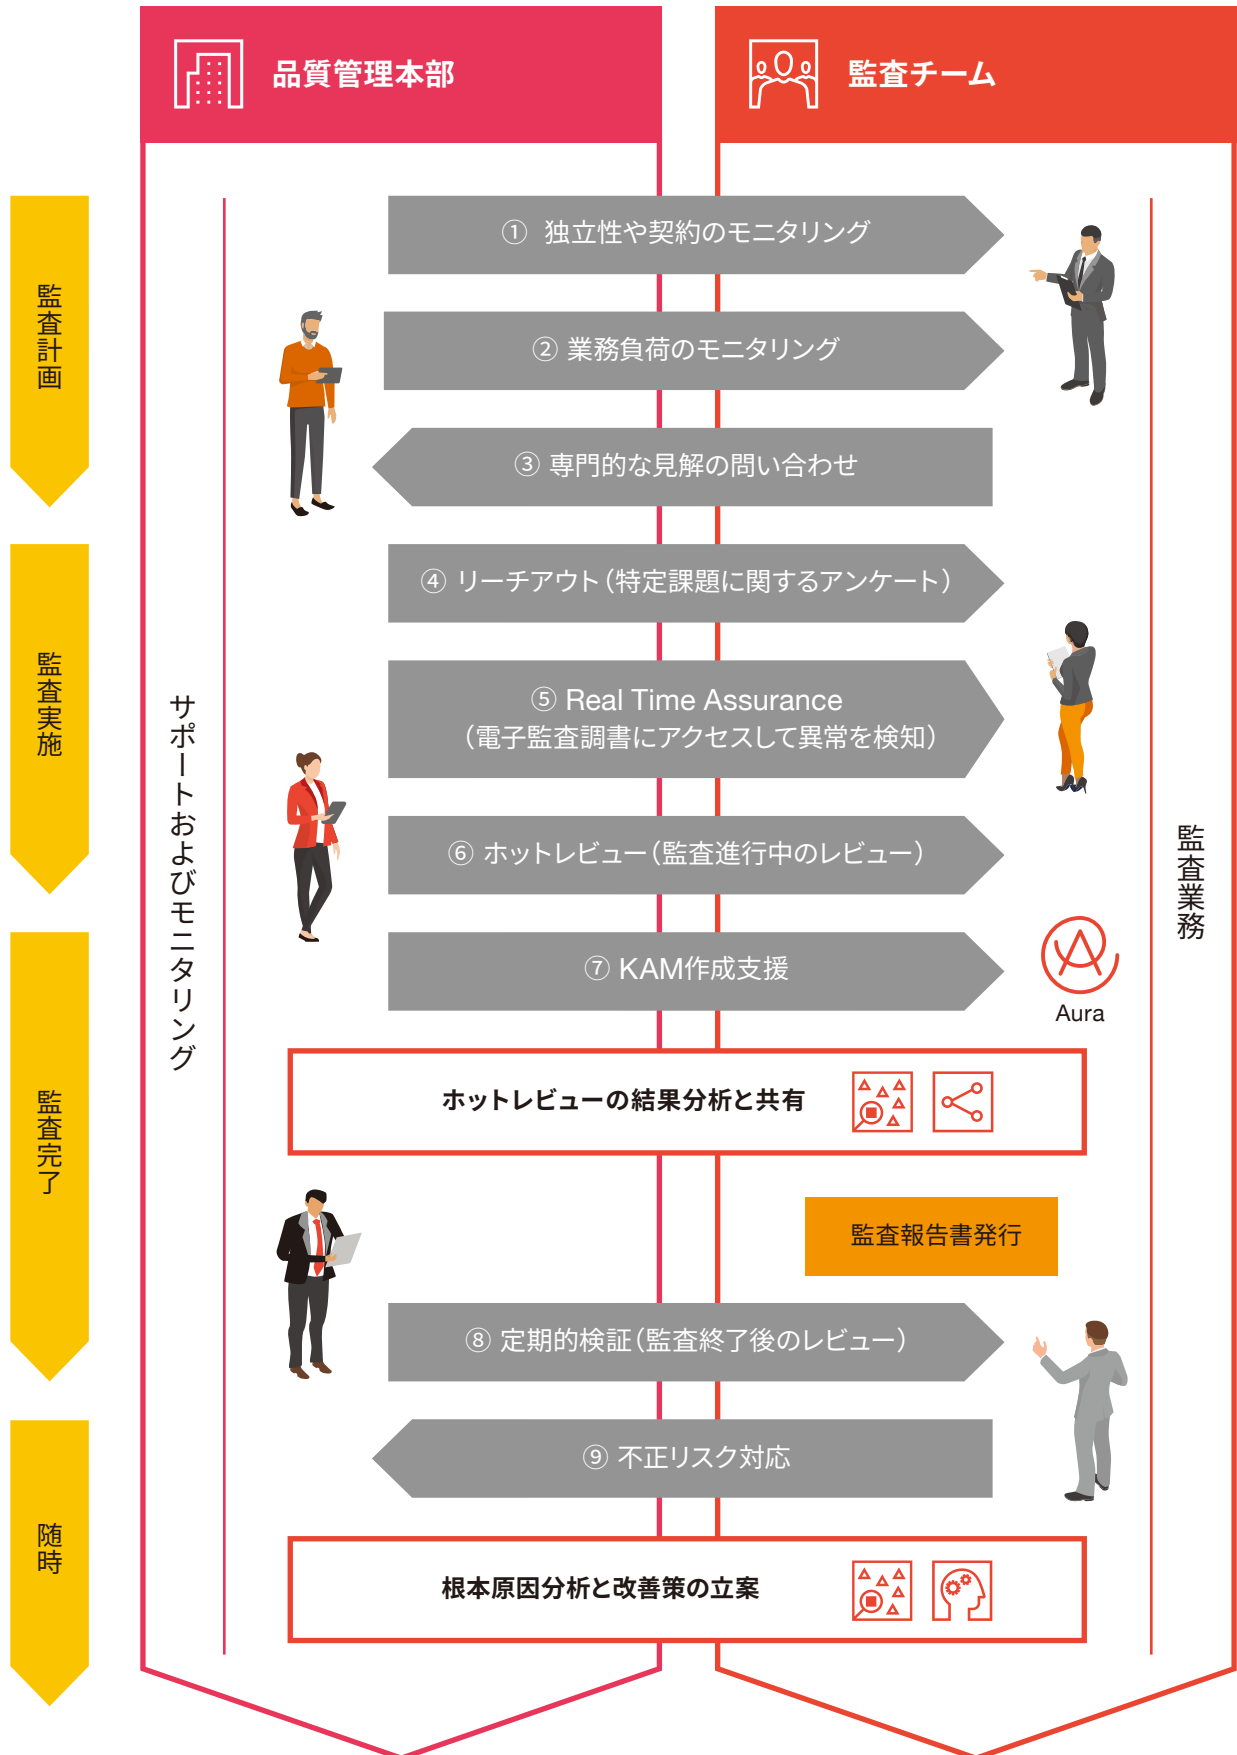 品質管理本部
監査チーム
監査計画
① 独立性や契約のモニタリング
② 業務負荷のモニタリング
③ 専門的な見解の問い合わせ
監査実施
④ リーチアウト（特定課題に関するアンケート）
⑤ Real Time Assurance
（電子監査調書にアクセスして異常を検知）
⑥ ホットレビュー（監査進行中のレビュー）
サポートおよびモニタリング
監査業務
監査完了
⑦ KAM作成支援
Aura
ホットレビューの結果分析と共有
監査報告書発行
⑧ 定期的検証（監査終了後のレビュー）
随時
⑨ 不正リスク対応
根本原因分析と改善策の立案